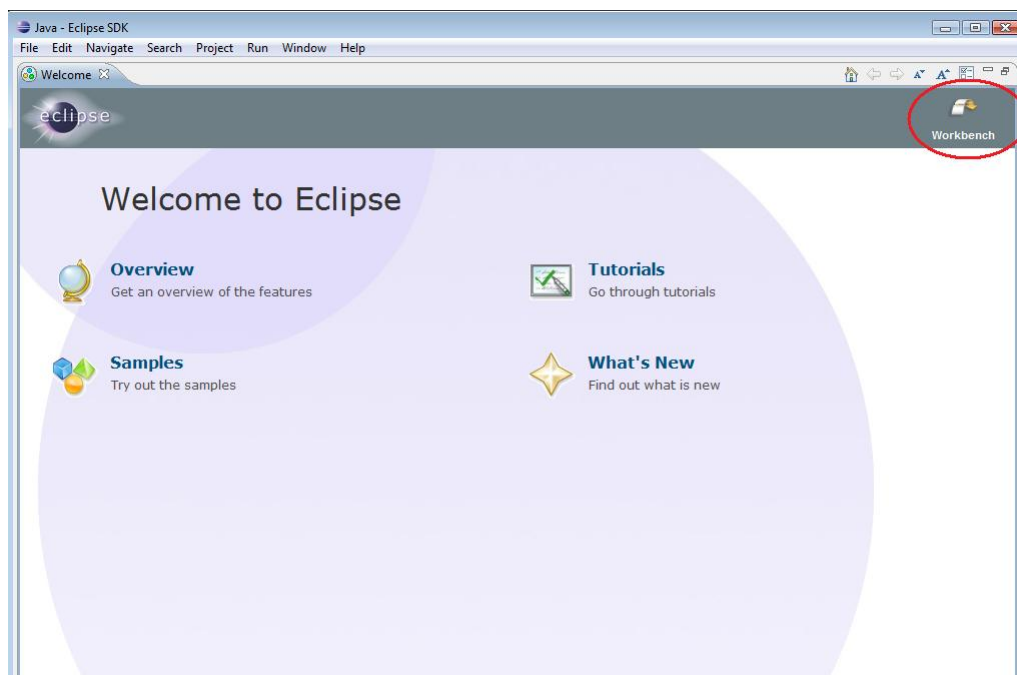 Java - Eclipse SDK
File Edit Navigate Search Project Run Window Help
Welcome
eclipse
Workbench
Welcome to Eclipse
Overview
Get an overview of the features
Tutorials
Go through tutorials
Samples
Try out the samples
What's New
Find out what is new